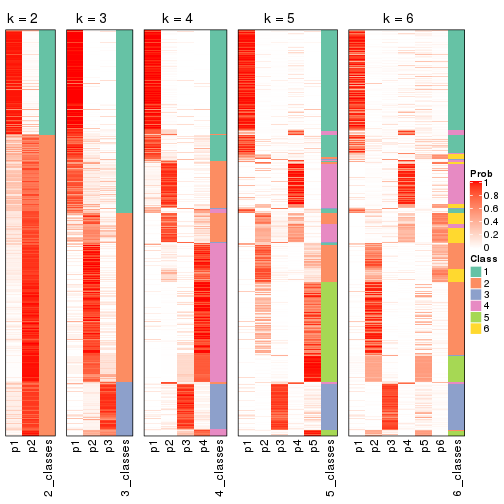 k = 2
k = 3
k = 4
k = 5
k = 6
p1
p2
2_classes
p1
p2
p3
3_classes
p1
p2
p3
p4
4_classes
p1
p2
p3
p4
p5
5_classes
p1
p2
p3
p4
p5
p6
6_classes
Prob
1
0.8
0.6
0.4
0.2
0
Class
1
2
3
4
5
6